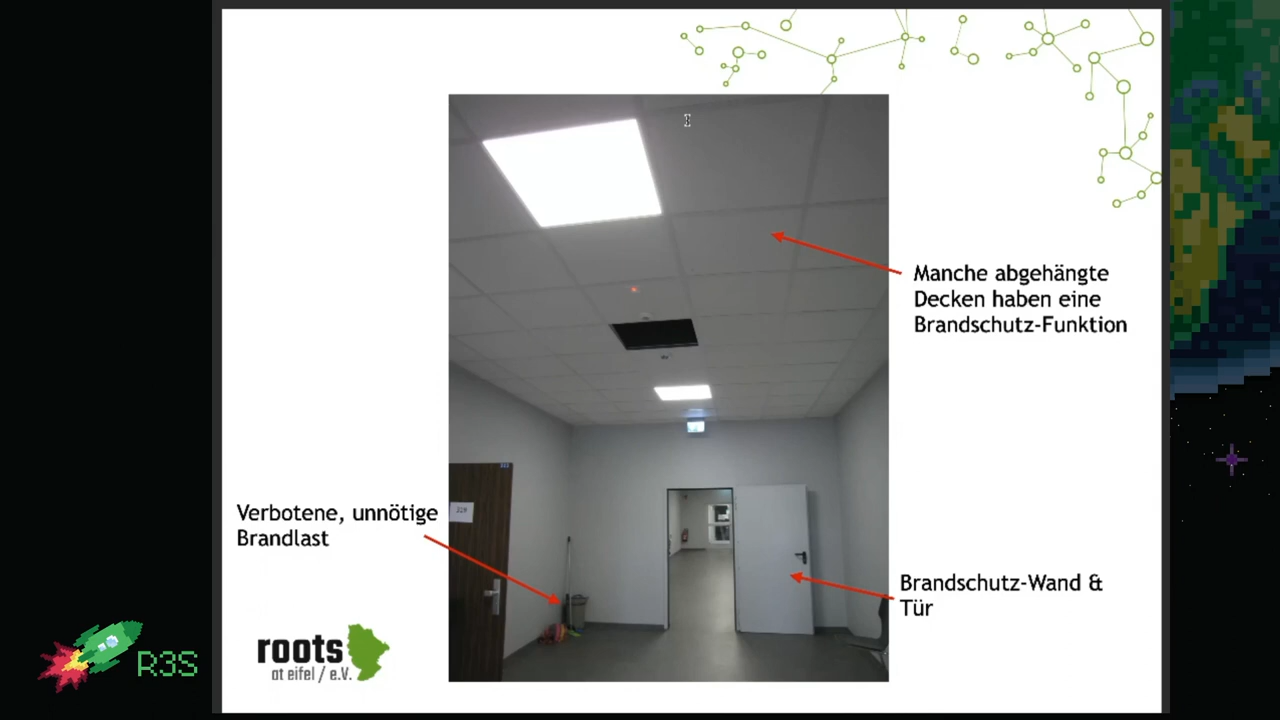 Manche abgehängte
Decken haben eine
Brandschutz-Funktion
Verbotene, unnötige
Brandlast
Brandschutz-Wand &
Tür
roots
at eifel / e.V.
R3S